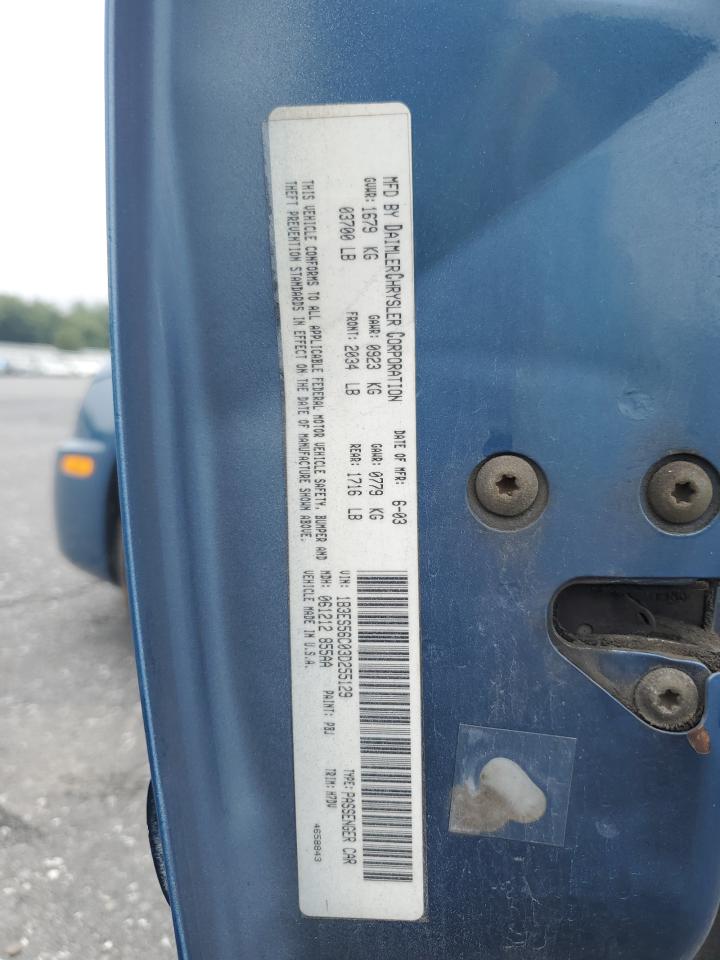 MFD BY DAIMLERCHRYSLER CORPORATION DATE OF MFR: 6-03
GVWR: 1679 KG GAWR: 0923 KG GAWR: 0779 KG
03700 LB FRONT: 2034 LB REAR: 1716 LB
THIS VEHICLE CONFORMS TO ALL APPLICABLE FEDERAL MOTOR VEHICLE SAFETY, BUMPER AND
THEFT PREVENTION STANDARDS IN EFFECT ON THE DATE OF MANUFACTURE SHOWN ABOVE.
VIN: 1B3ES56C03D255129 TYPE: PASSENGER CAR
MDH: 061212 855AA PAINT: PBJ TRIM: H7DV
VEHICLE MADE IN U.S.A. 4658843